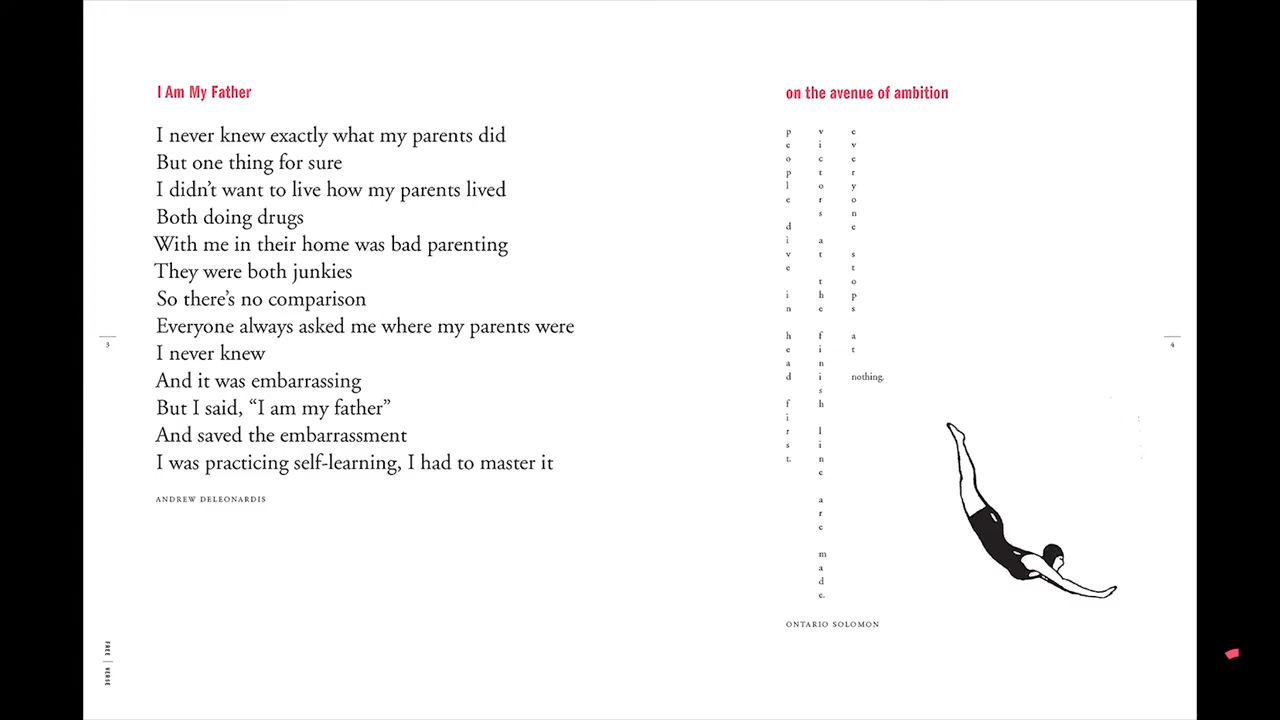 I Am My Father
I never knew exactly what my parents did
But one thing for sure
I didn’t want to live how my parents lived
Both doing drugs
With me in their home was bad parenting
They were both junkies
So there’s no comparison
Everyone always asked me where my parents were
I never knew
And it was embarrassing
But I said, “I am my father”
And saved the embarrassment
I was practicing self-learning, I had to master it
ANDREW DELEONARDIS
3
FREE | VERSE
on the avenue of ambition
people dive in head first.
victors at the finish line are made.
everyone stops at
nothing.
ONTARIO SOLOMON
4